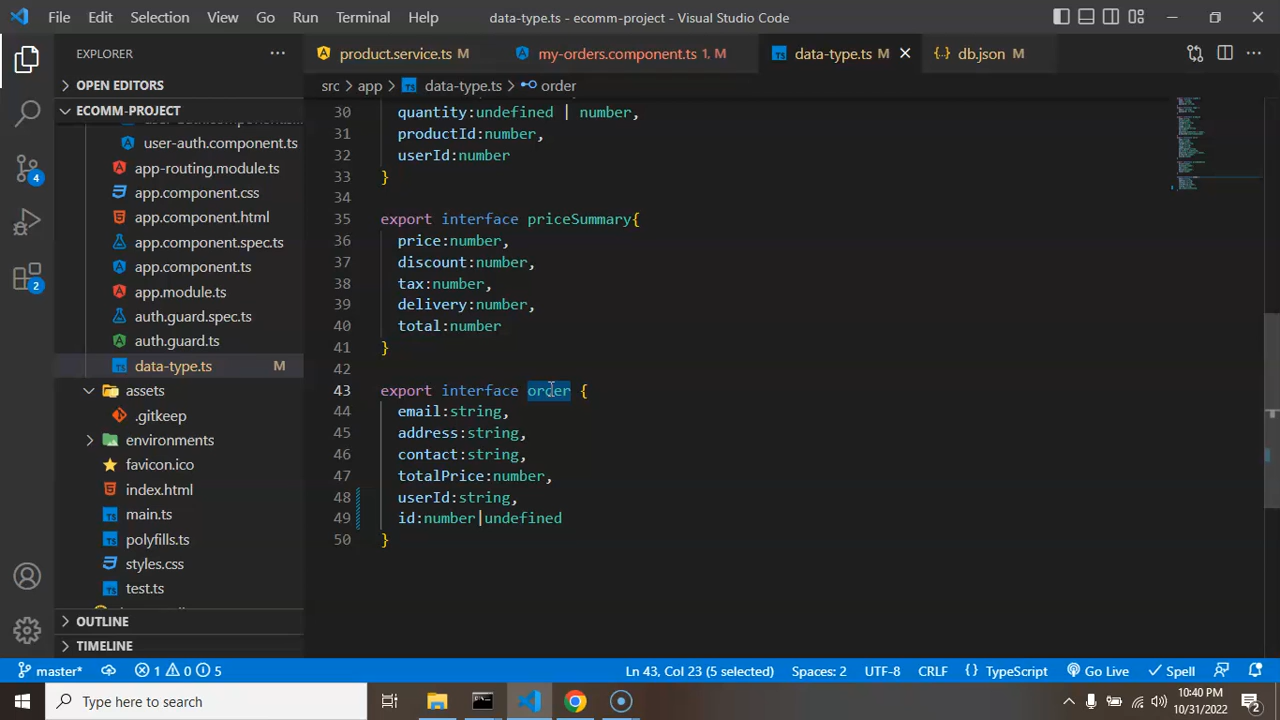 File Edit Selection View Go Run Terminal Help
data-type.ts - ecomm-project - Visual Studio Code
EXPLORER
product.service.ts M
my-orders.component.ts 1, M
data-type.ts M
db.json M
src > app > data-type.ts > order
OPEN EDITORS
ECOMM-PROJECT
user-auth.component.ts
app-routing.module.ts
app.component.css
app.component.html
app.component.spec.ts
app.component.ts
app.module.ts
auth.guard.spec.ts
auth.guard.ts
data-type.ts M
assets
.gitkeep
environments
favicon.ico
index.html
main.ts
polyfills.ts
styles.css
test.ts
OUTLINE
TIMELINE
4
2
30 quantity:undefined | number,
31 productId:number,
32 userId:number
33 }
34
35 export interface priceSummary{
36 price:number,
37 discount:number,
38 tax:number,
39 delivery:number,
40 total:number
41 }
42
43 export interface order {
44 email:string,
45 address:string,
46 contact:string,
47 totalPrice:number,
48 userId:string,
49 id:number|undefined
50 }
master* 1 0 5 Ln 43, Col 23 (5 selected) Spaces: 2 UTF-8 CRLF {} TypeScript Go Live Spell
Type here to search
10:40 PM
10/31/2022
2